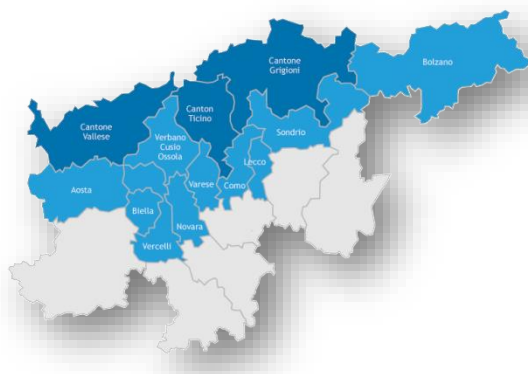 Cantone
Grigioni
Bolzano
Canton
Ticino
Cantone
Vallese
Verbano
Cusio
Ossola
Sondrio
Lecco
Aosta
Varese
Como
Biella
Novara
Vercelli